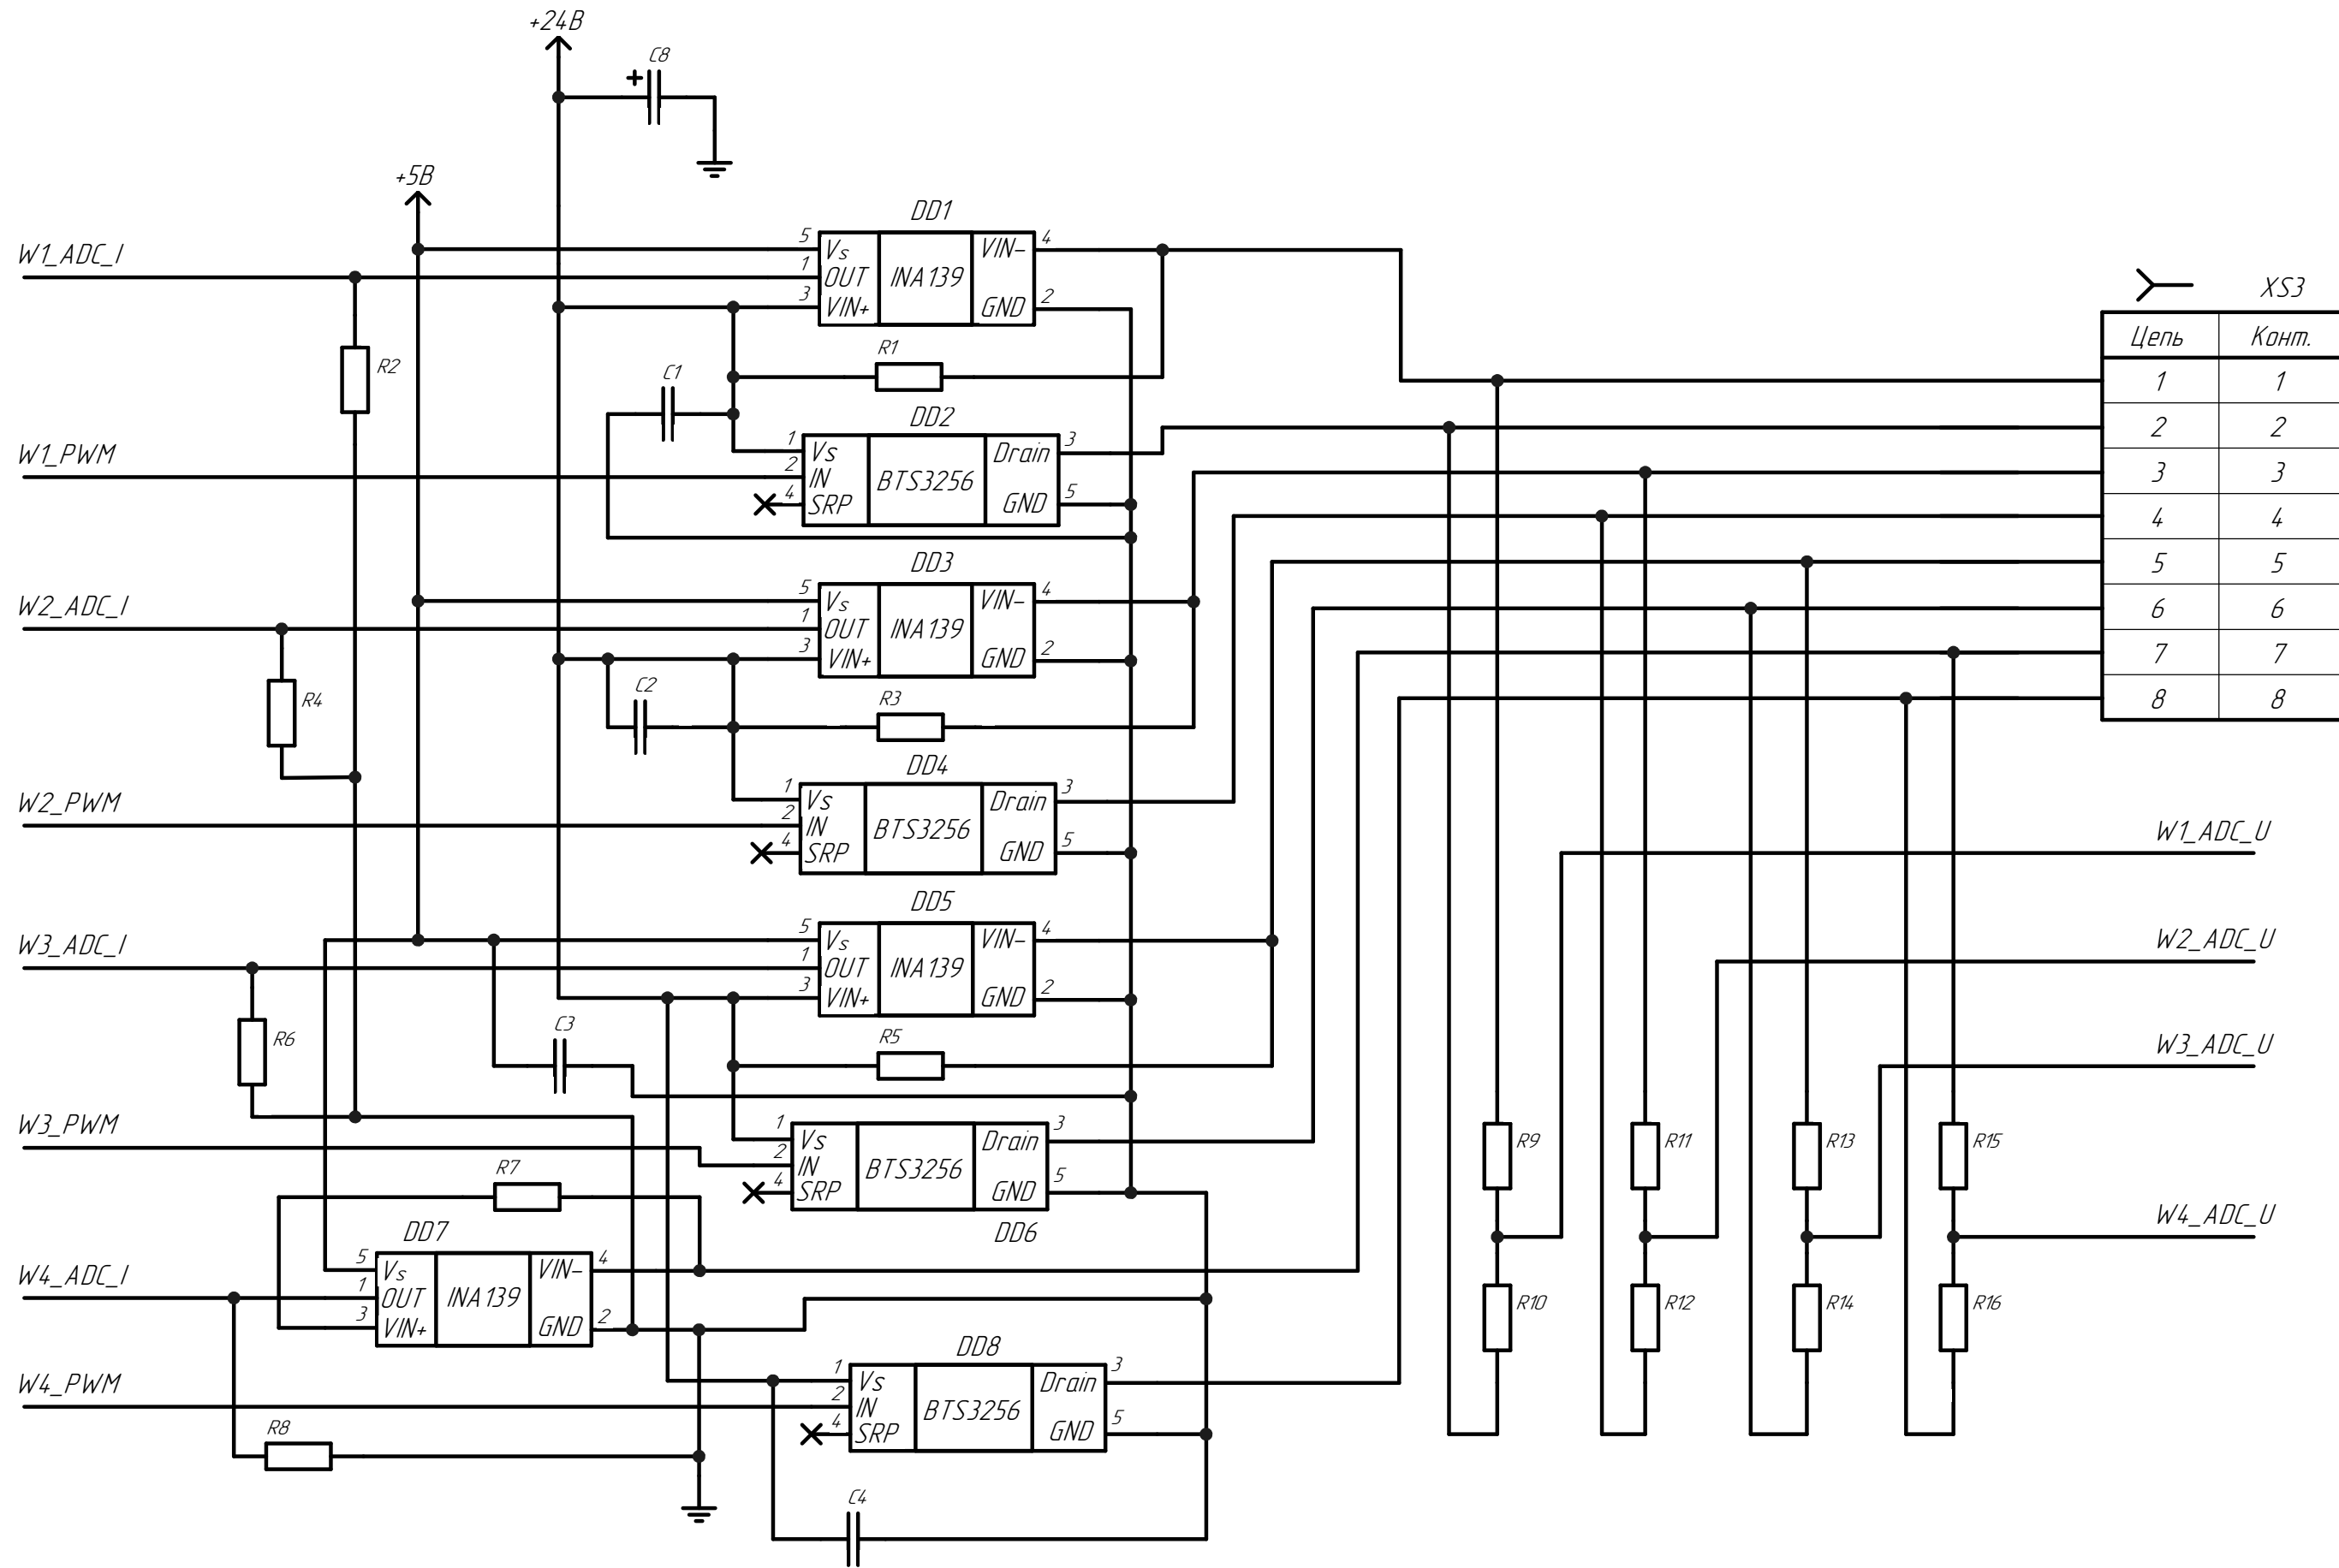 +24В
C8
+5В
DD1
W1_ADC_I
5 Vs VIN- 4
1 OUT INA139
3 VIN+ GND 2
XS3
Цепь Конт.
1 1
2 2
3 3
4 4
5 5
6 6
7 7
8 8
R2
R1
C1
DD2
W1_PWM
1 Vs Drain 3
2 IN BTS3256
4 SRP GND 5
DD3
W2_ADC_I
5 Vs VIN- 4
1 OUT INA139
3 VIN+ GND 2
R4
C2
R3
DD4
W2_PWM
1 Vs Drain 3
2 IN BTS3256
4 SRP GND 5
W1_ADC_U
DD5
W3_ADC_I
5 Vs VIN- 4
1 OUT INA139
3 VIN+ GND 2
W2_ADC_U
R6
C3
R5
W3_ADC_U
W3_PWM
1 Vs Drain 3
2 IN BTS3256
4 SRP GND 5
DD6
R9
R11
R13
R15
R7
W4_ADC_U
DD7
W4_ADC_I
5 Vs VIN- 4
1 OUT INA139
3 VIN+ GND 2
R10
R12
R14
R16
DD8
W4_PWM
1 Vs Drain 3
2 IN BTS3256
4 SRP GND 5
R8
C4